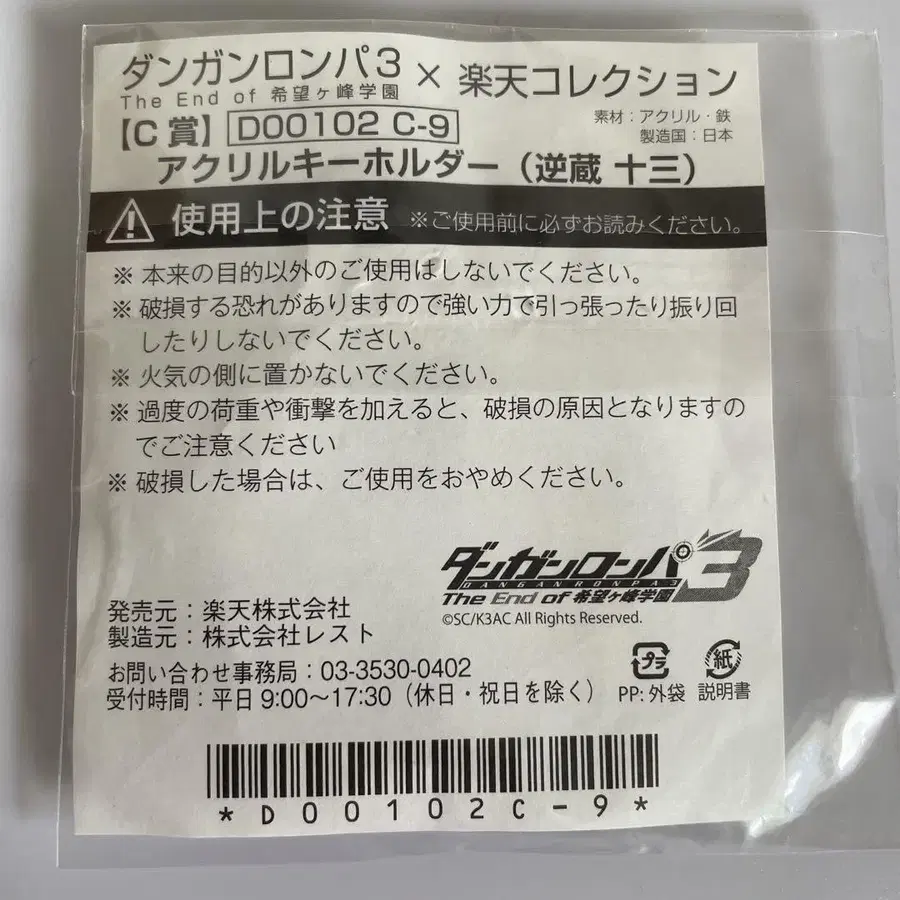 ダンガンロンパ3 × 楽天コレクション
The End of 希望ヶ峰学園
素材：アクリル・鉄
【C賞】 D00102 C-9
製造国：日本
アクリルキーホルダー（逆蔵 十三）
使用上の注意 ※ご使用前に必ずお読みください。
※ 本来の目的以外のご使用はしないでください。
※ 破損する恐れがありますので強い力で引っ張ったり振り回
したりしないでください。
※ 火気の側に置かないでください。
※ 過度の荷重や衝撃を加えると、破損の原因となりますの
でご注意ください
※ 破損した場合は、ご使用をおやめください。
ダンガンロンパ3
DANGANRONPA3
The End of 希望ヶ峰学園
©SC/K3AC All Rights Reserved.
発売元：楽天株式会社
製造元：株式会社レスト
お問い合わせ事務局：03-3530-0402
受付時間：平日 9:00～17:30（休日・祝日を除く）
プラ 紙
PP: 外袋 説明書
*D00102C-9*